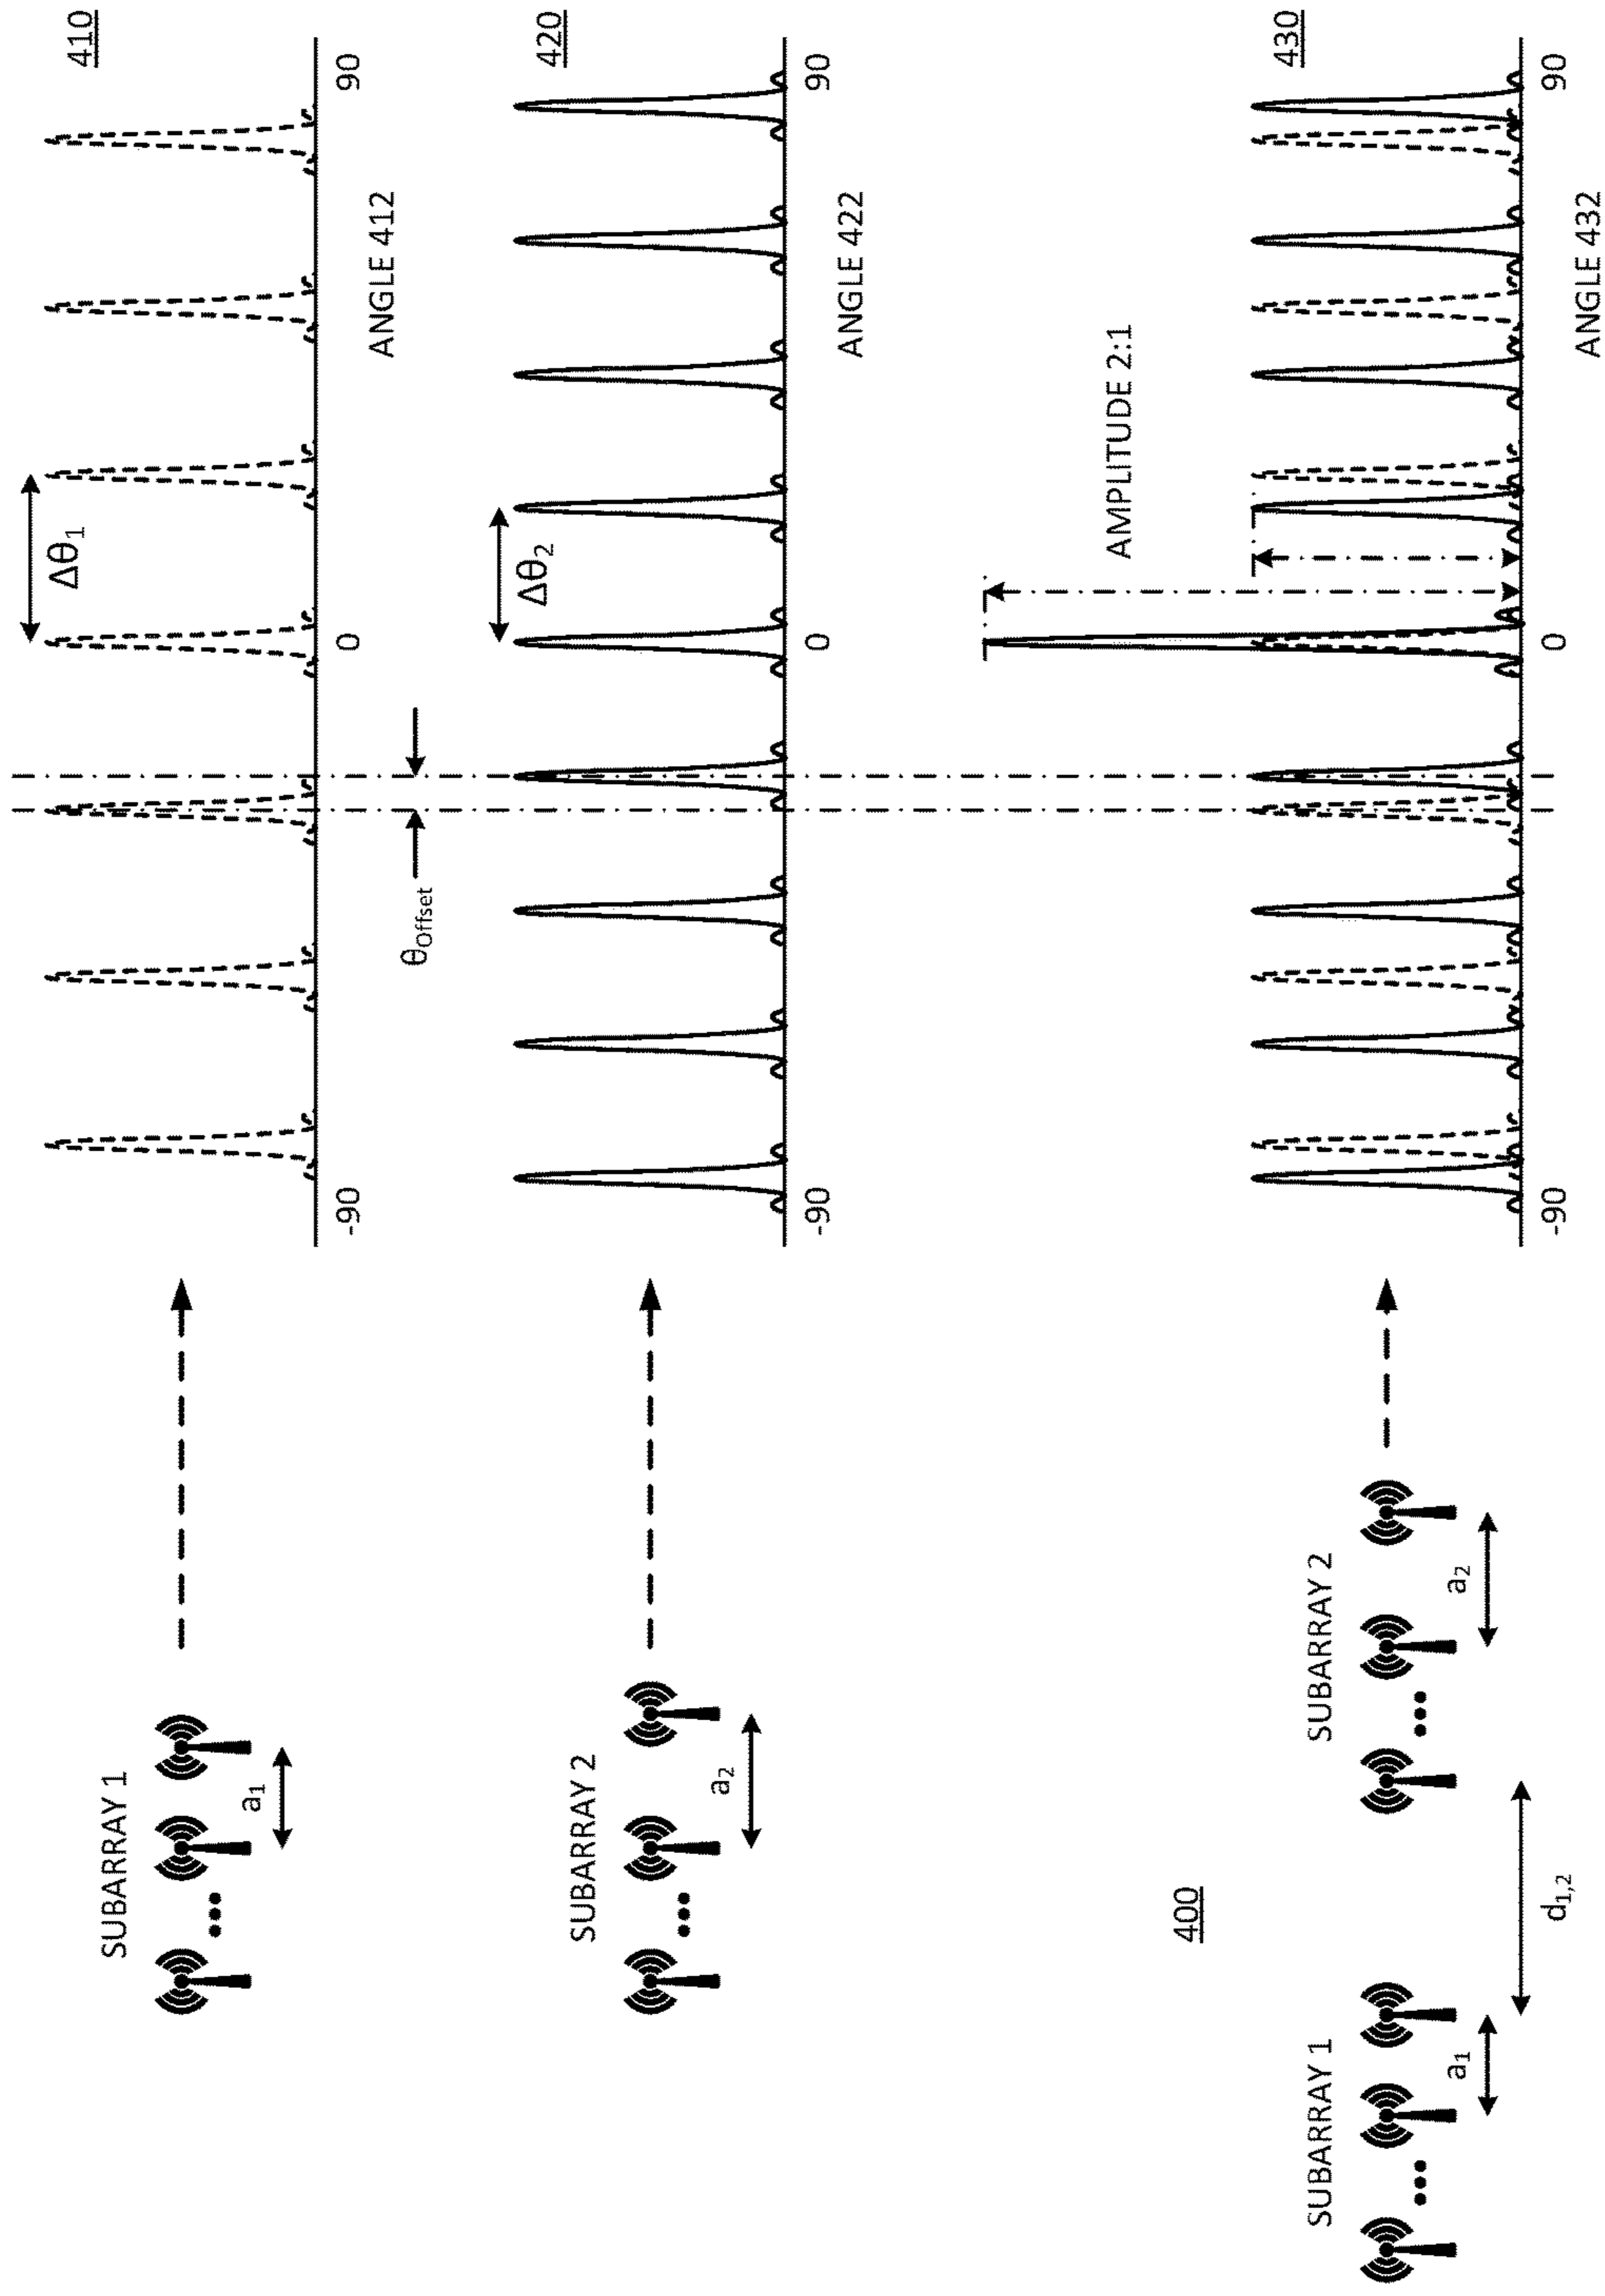 SUBARRAY 1
a1
410
Δθ1
-90
0
90
ANGLE 412
θOffset
SUBARRAY 2
a2
420
Δθ2
-90
0
90
ANGLE 422
400
SUBARRAY 1
a1
d1,2
SUBARRAY 2
a2
430
AMPLITUDE 2:1
-90
0
90
ANGLE 432